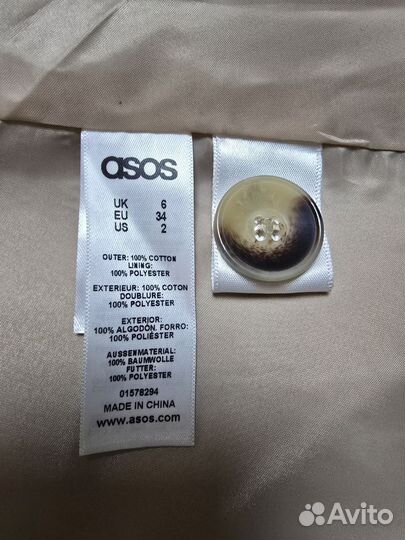 asos
UK 6
EU 34
US 2
OUTER: 100% COTTON
LINING:
100% POLYESTER
EXTERIEUR: 100% COTON
DOUBLURE:
100% POLYESTER
EXTERIOR:
100% ALGODÓN. FORRO:
100% POLIÉSTER
AUSSENMATERIAL:
100% BAUMWOLLE
FUTTER:
100% POLYESTER
01578294
MADE IN CHINA
www.asos.com
Avito